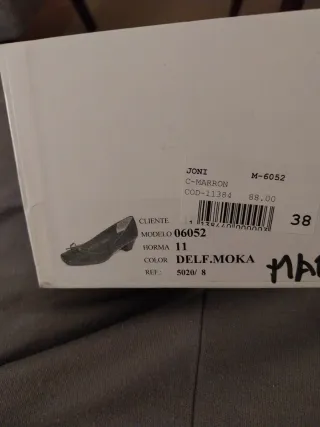 JONI M-6052
C-MARRON
COD-11384 88.00
38
CLIENTE
MODELO 06052
HORMA 11
COLOR DELF.MOKA
REF.: 5020/ 8